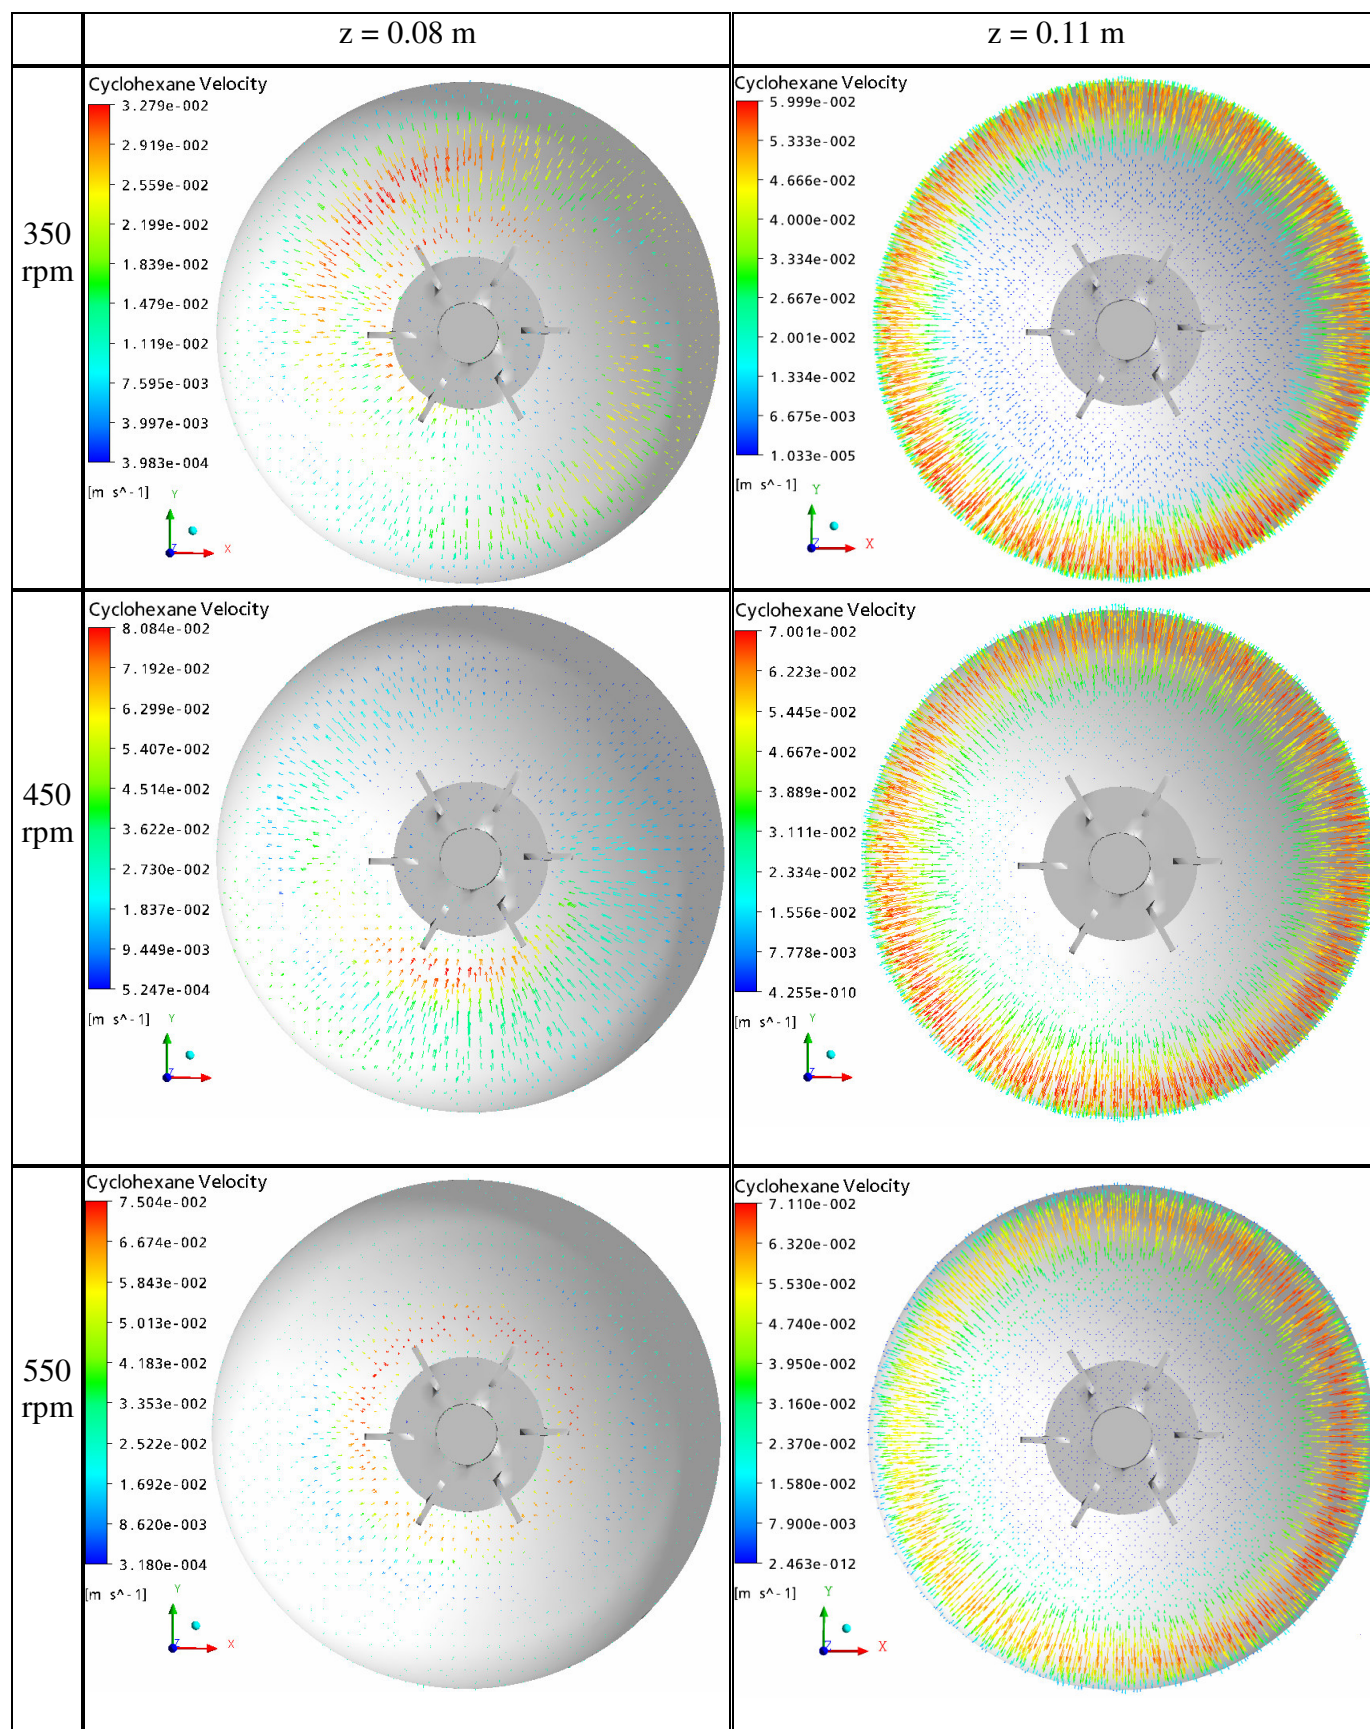 z = 0.08 m
z = 0.11 m
350
rpm
Cyclohexane Velocity
3.279e-002
2.919e-002
2.559e-002
2.199e-002
1.839e-002
1.479e-002
1.119e-002
7.595e-003
3.997e-003
3.983e-004
[m s^-1]
Y
Z
X
Cyclohexane Velocity
5.999e-002
5.333e-002
4.666e-002
4.000e-002
3.334e-002
2.667e-002
2.001e-002
1.334e-002
6.675e-003
1.033e-005
[m s^-1]
Y
Z
X
450
rpm
Cyclohexane Velocity
8.084e-002
7.192e-002
6.299e-002
5.407e-002
4.514e-002
3.622e-002
2.730e-002
1.837e-002
9.449e-003
5.247e-004
[m s^-1]
Y
Z
Cyclohexane Velocity
7.001e-002
6.223e-002
5.445e-002
4.667e-002
3.889e-002
3.111e-002
2.334e-002
1.556e-002
7.778e-003
4.255e-010
[m s^-1]
Y
Z
550
rpm
Cyclohexane Velocity
7.504e-002
6.674e-002
5.843e-002
5.013e-002
4.183e-002
3.353e-002
2.522e-002
1.692e-002
8.620e-003
3.180e-004
[m s^-1]
Y
Z
X
Cyclohexane Velocity
7.110e-002
6.320e-002
5.530e-002
4.740e-002
3.950e-002
3.160e-002
2.370e-002
1.580e-002
7.900e-003
2.463e-012
[m s^-1]
Y
Z
X